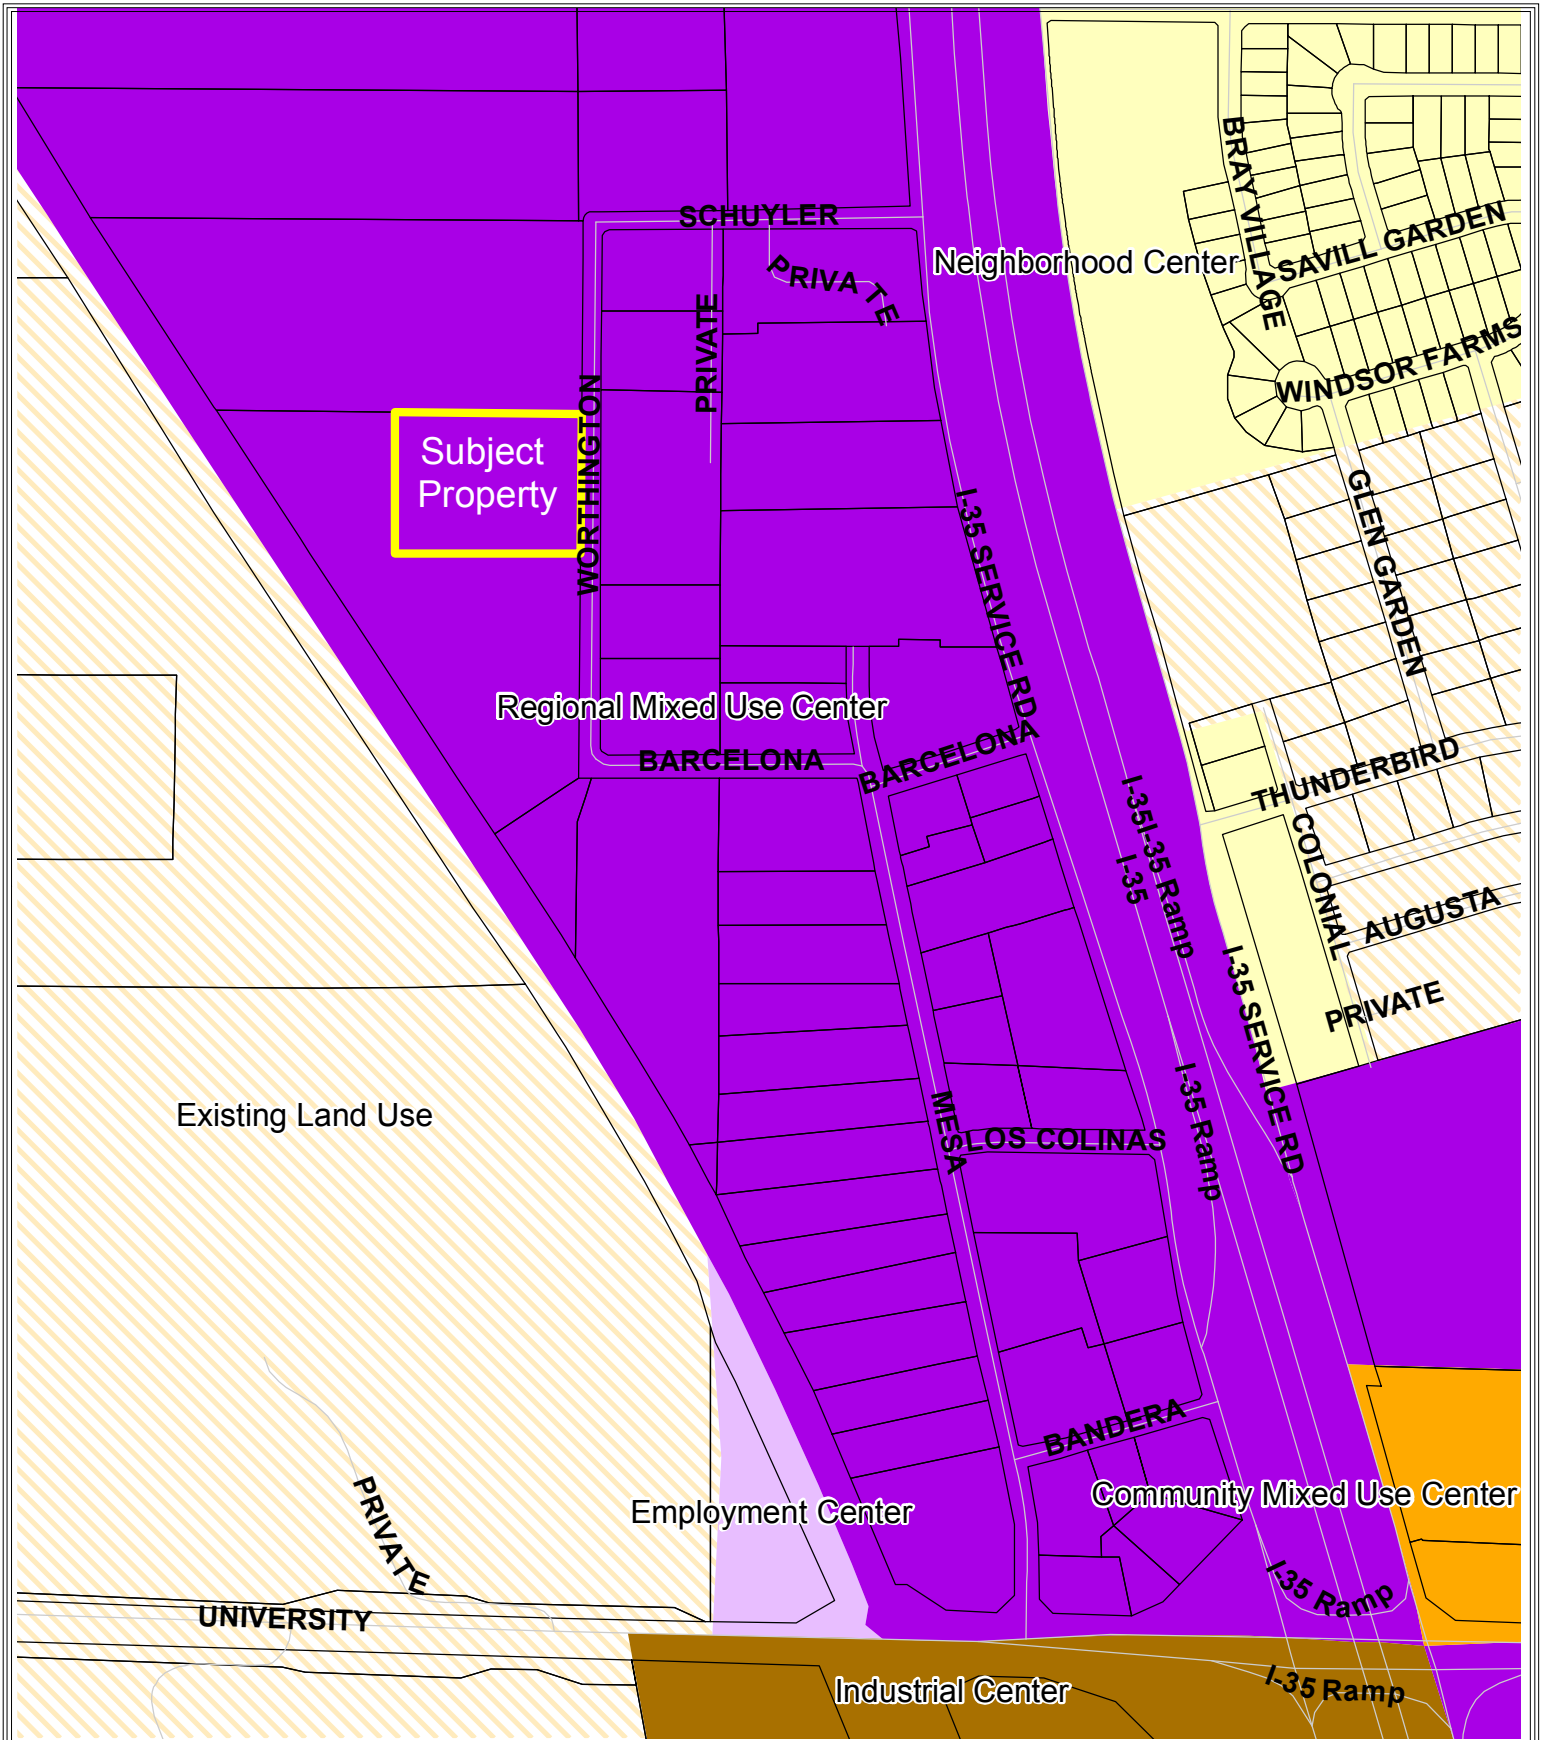 SCHUYLER
BRAY VILLAGE
SAVILL GARDEN
Neighborhood Center
PRIVATE
PRIVATE
WINDSOR FARMS
WORTHINGTON
Subject
Property
GLEN GARDEN
I-35 SERVICE RD
Regional Mixed Use Center
BARCELONA
BARCELONA
THUNDERBIRD
I-35
I-35 Ramp
I-35
COLONIAL
AUGUSTA
PRIVATE
I-35 SERVICE RD
Existing Land Use
MESA
LOS COLINAS
I-35 Ramp
BANDERA
Community Mixed Use Center
Employment Center
PRIVATE
I-35 Ramp
UNIVERSITY
Industrial Center
I-35 Ramp